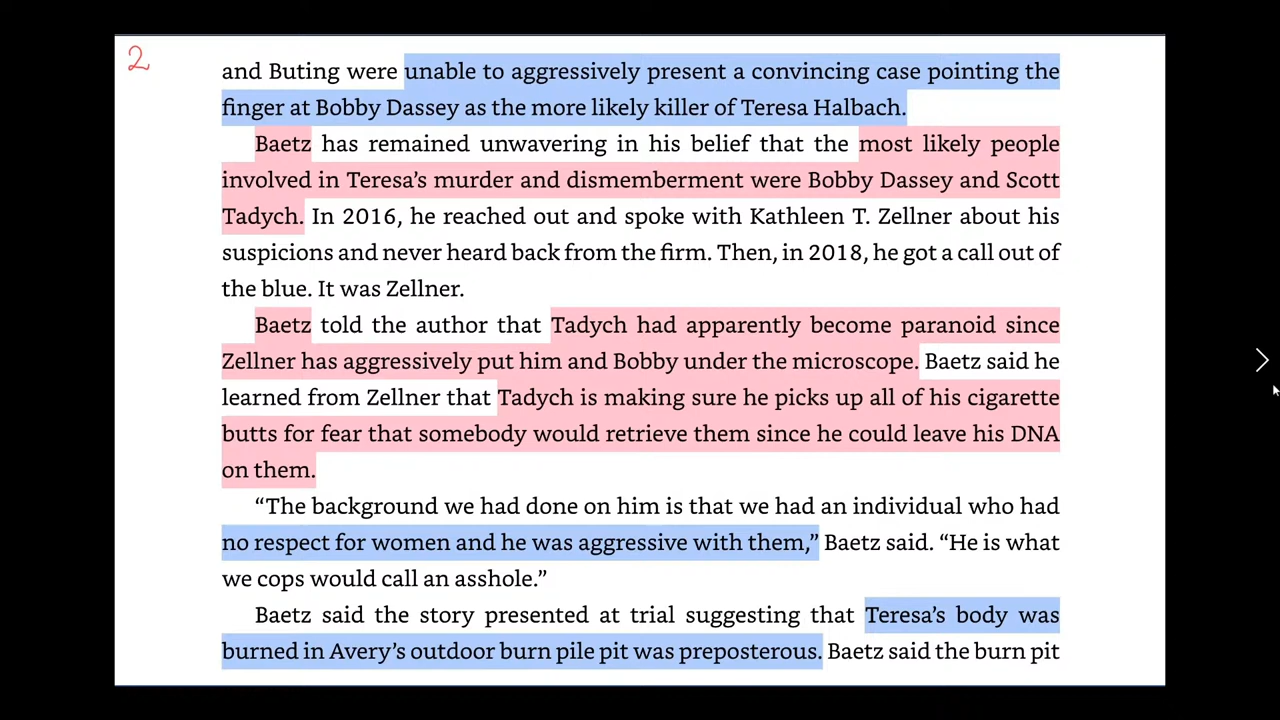 2
and Buting were unable to aggressively present a convincing case pointing the
finger at Bobby Dassey as the more likely killer of Teresa Halbach.
Baetz has remained unwavering in his belief that the most likely people
involved in Teresa’s murder and dismemberment were Bobby Dassey and Scott
Tadych. In 2016, he reached out and spoke with Kathleen T. Zellner about his
suspicions and never heard back from the firm. Then, in 2018, he got a call out of
the blue. It was Zellner.
Baetz told the author that Tadych had apparently become paranoid since
Zellner has aggressively put him and Bobby under the microscope. Baetz said he
learned from Zellner that Tadych is making sure he picks up all of his cigarette
butts for fear that somebody would retrieve them since he could leave his DNA
on them.
“The background we had done on him is that we had an individual who had
no respect for women and he was aggressive with them,” Baetz said. “He is what
we cops would call an asshole.”
Baetz said the story presented at trial suggesting that Teresa’s body was
burned in Avery’s outdoor burn pile pit was preposterous. Baetz said the burn pit